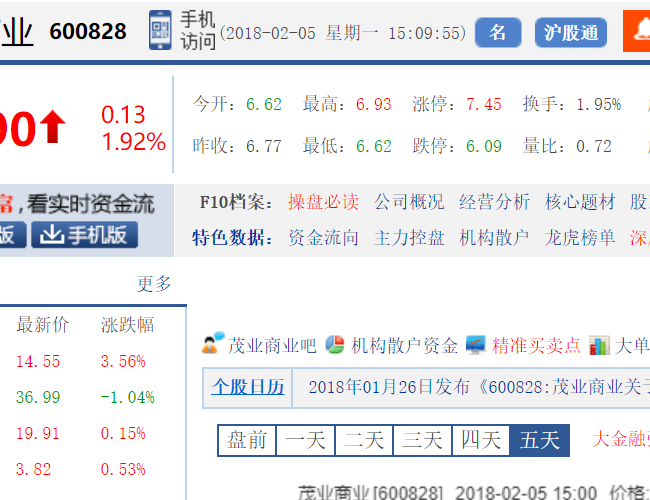 业 600828 手机访问 (2018-02-05 星期一 15:09:55) 名 沪股通
90 0.13
1.92%
今开: 6.62 最高: 6.93 涨停: 7.45 换手: 1.95%
昨收: 6.77 最低: 6.62 跌停: 6.09 量比: 0.72
富,看实时资金流
版 手机版
F10档案: 操盘必读 公司概况 经营分析 核心题材 股
特色数据: 资金流向 主力控盘 机构散户 龙虎榜单 深
更多
最新价 涨跌幅
14.55 3.56%
36.99 -1.04%
19.91 0.15%
3.82 0.53%
茂业商业吧 机构散户资金 精准买卖点 大单
个股日历 2018年01月26日发布《600828:茂业商业关于
盘前 一天 二天 三天 四天 五天 大金融
茂业商业[600828] 2018-02-05 15:00 价格: